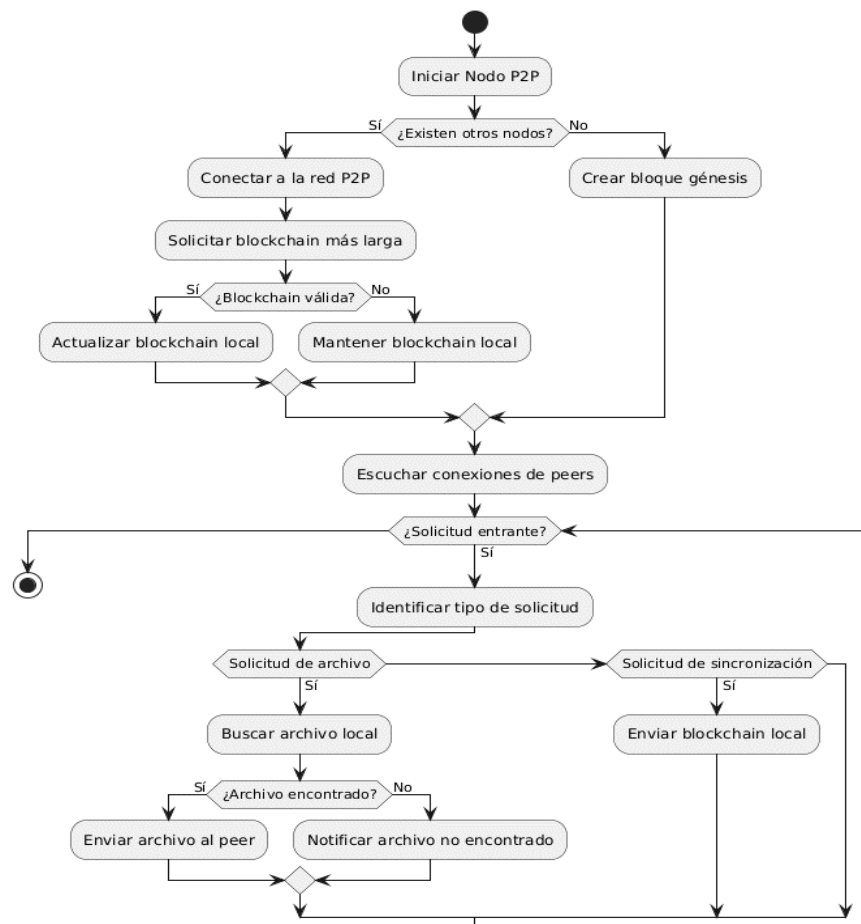 Iniciar Nodo P2P
¿Existen otros nodos?
Sí
No
Conectar a la red P2P
Crear bloque génesis
Solicitar blockchain más larga
¿Blockchain válida?
Sí
No
Actualizar blockchain local
Mantener blockchain local
Escuchar conexiones de peers
¿Solicitud entrante?
Sí
Identificar tipo de solicitud
Solicitud de archivo
Solicitud de sincronización
Sí
Sí
Buscar archivo local
Enviar blockchain local
¿Archivo encontrado?
Sí
No
Enviar archivo al peer
Notificar archivo no encontrado